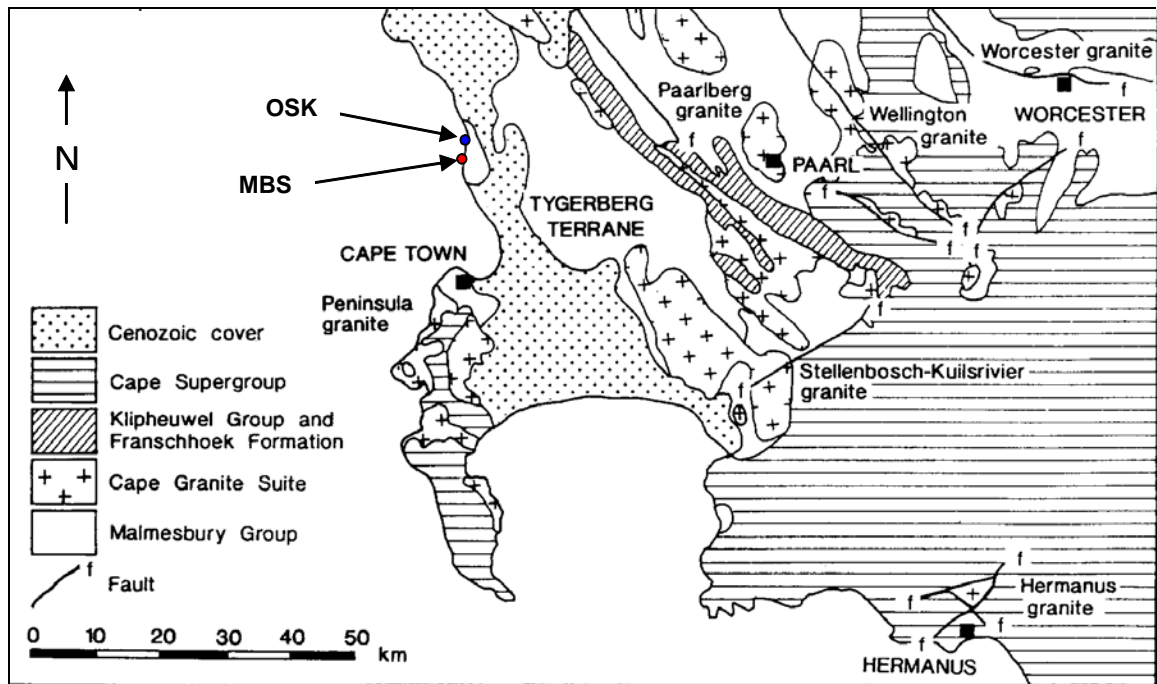 OSK
MBS
N
Paarlberg
granite
f
PAARL
Worcester granite
f
WORCESTER
f
Wellington
granite
f
f
f
f
f
f
TYGERBERG
TERRANE
CAPE TOWN
Peninsula
granite
Stellenbosch-Kuilsrivier
granite
f
Cenozoic cover
Cape Supergroup
Klipheuwel Group and
Franschhoek Formation
Cape Granite Suite
Malmesbury Group
f
Fault
0 10 20 30 40 50
km
f
f
f
f
Hermanus
granite
HERMANUS